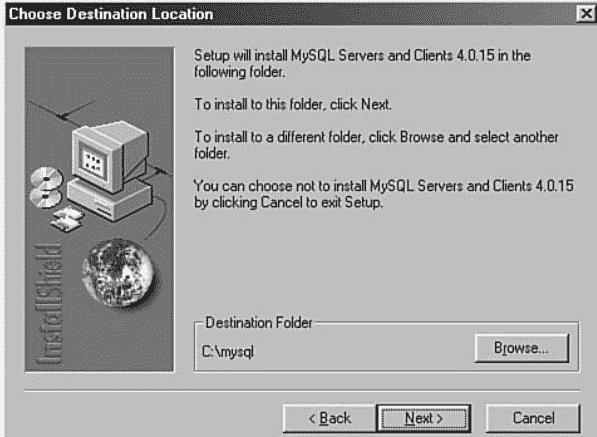 Choose Destination Location
Setup will install MySQL Servers and Clients 4.0.15 in the
following folder.
To install to this folder, click Next.
To install to a different folder, click Browse and select another
folder.
You can choose not to install MySQL Servers and Clients 4.0.15
by clicking Cancel to exit Setup.
InstallShield
Destination Folder
C:\mysql
Browse...
< Back
Next >
Cancel